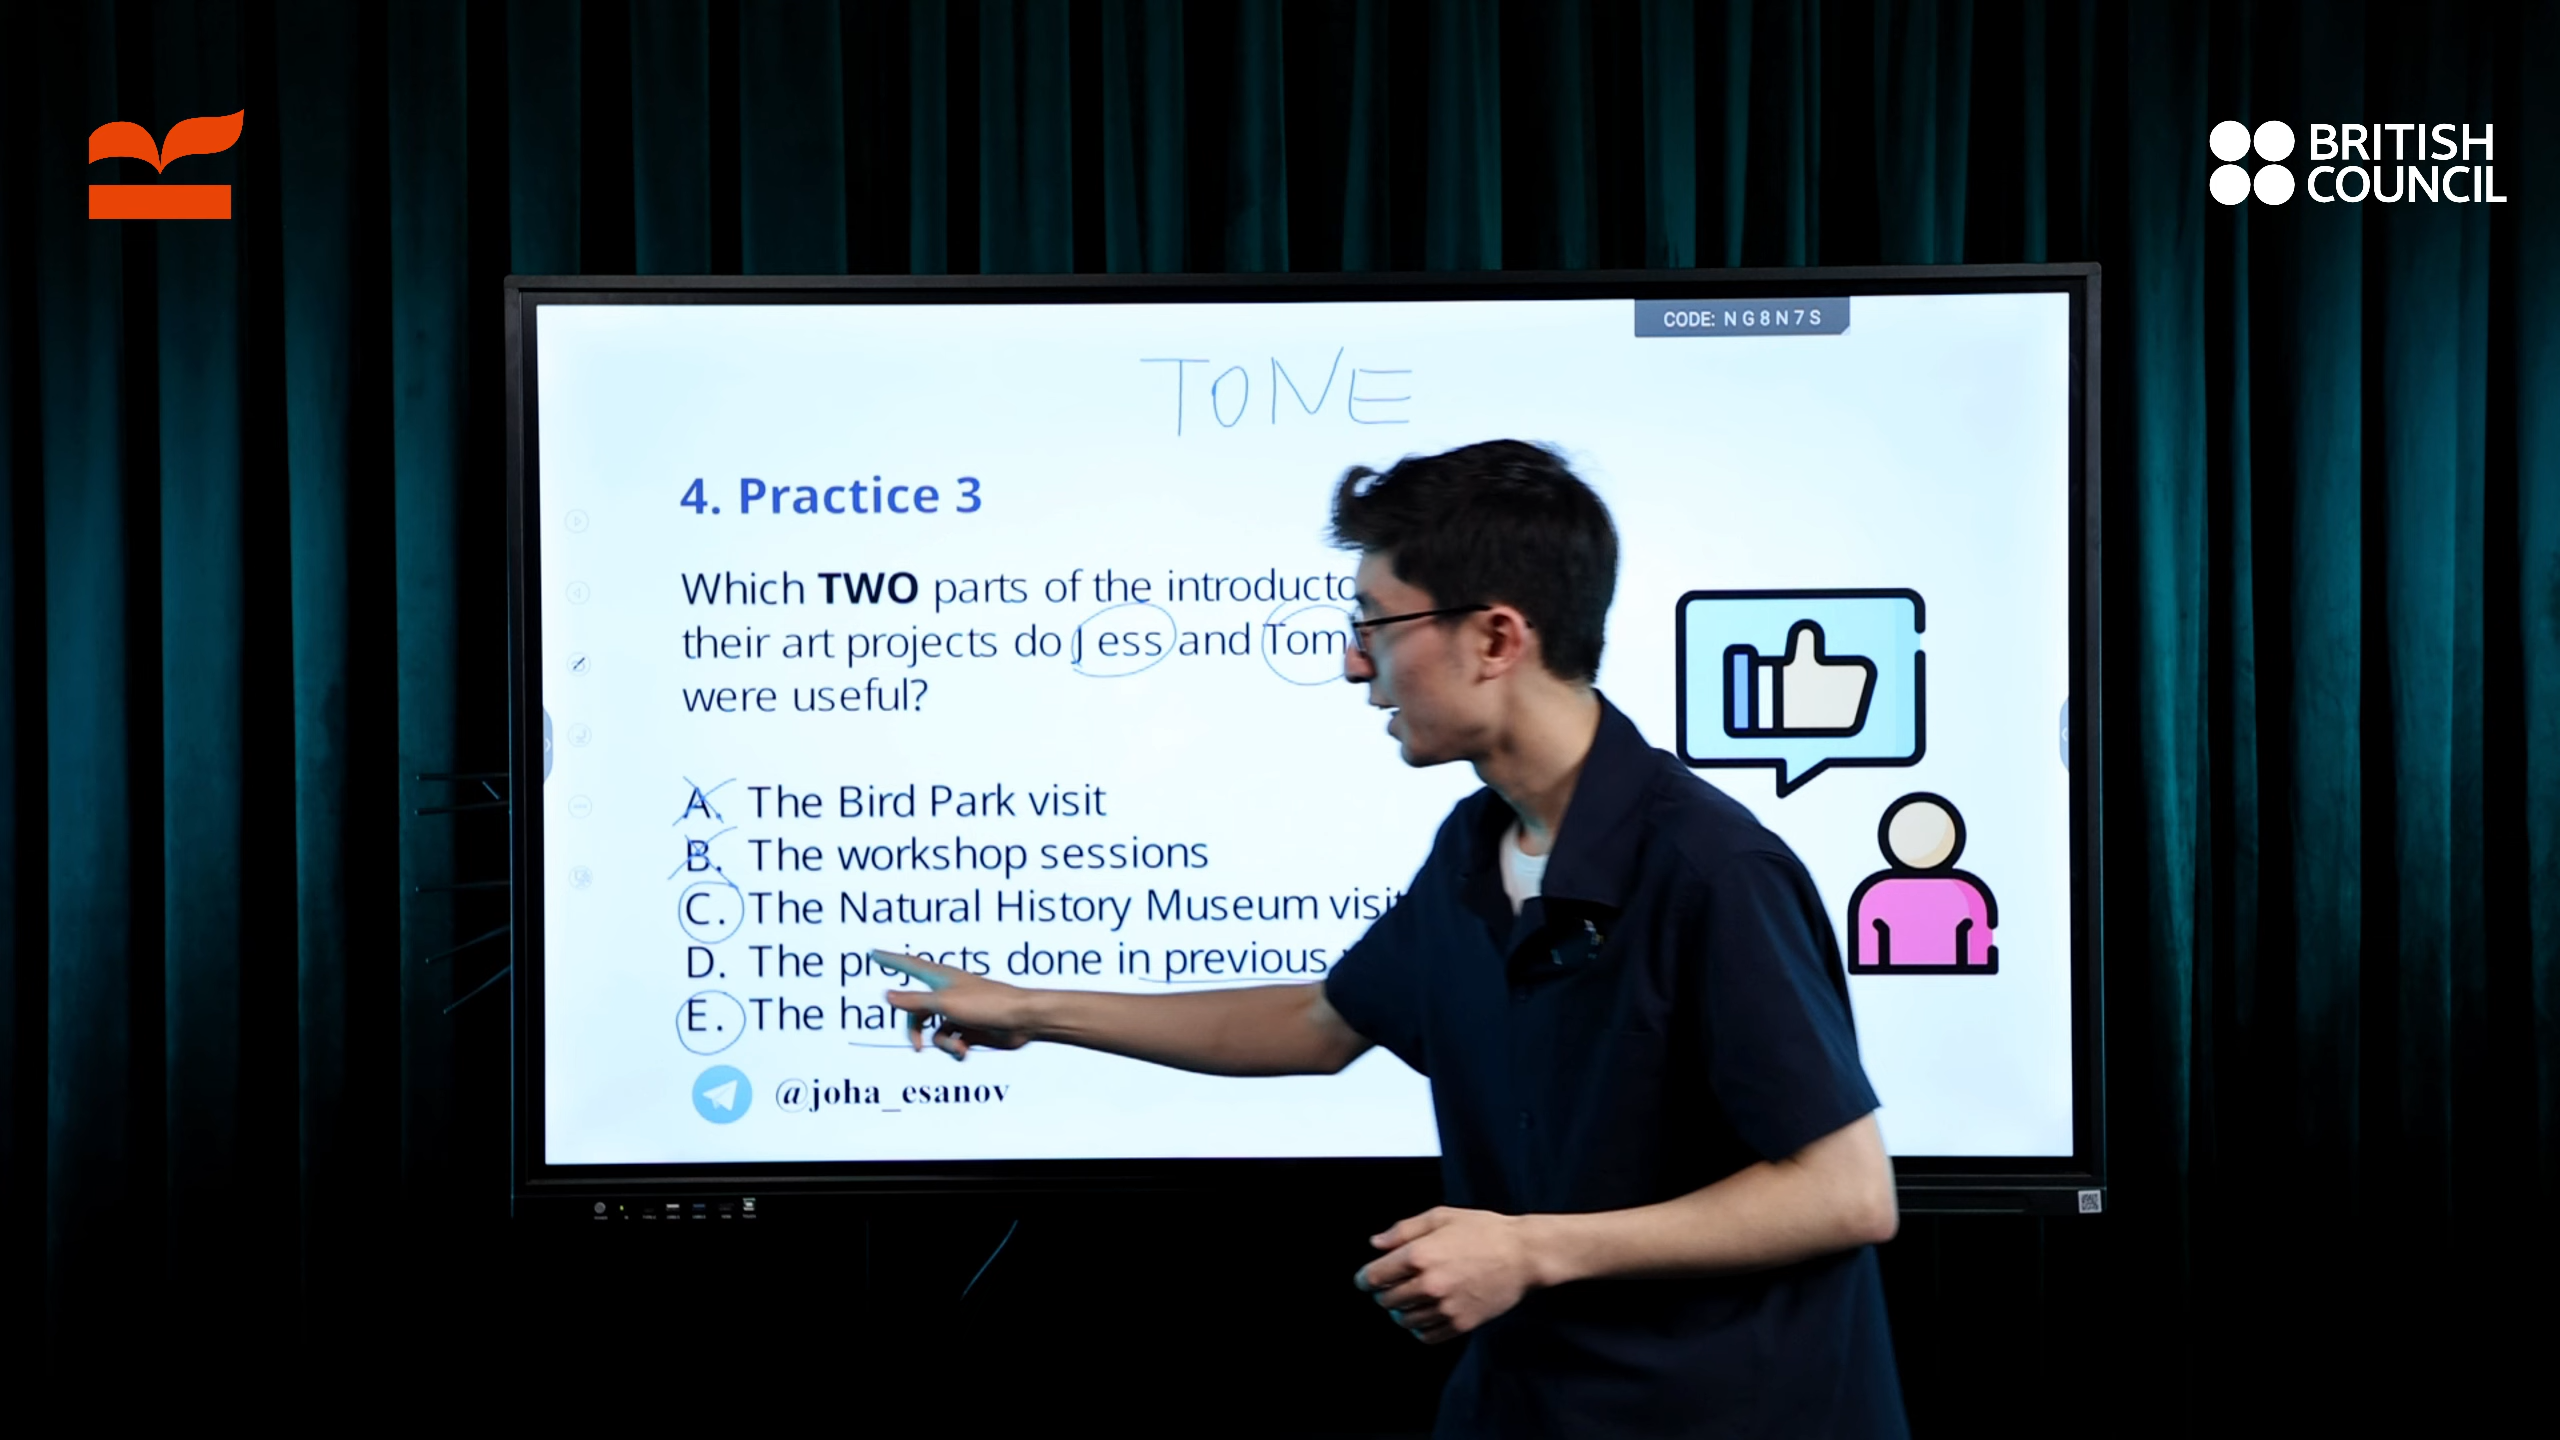 BRITISH
COUNCIL
CODE: NG8N7S
TONE
4. Practice 3
Which TWO parts of the
their art projects do Jess and Tom
were useful?
A. The Bird Park visit
B. The workshop sessions
C. The Natural History Museum visit
D. The projects done in previous
E. The
@joha_esanov